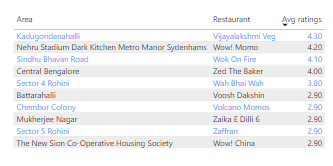 Area Restaurant Avg ratings
Kadugondanahalli Vijayalakshmi Veg 4.30
Nehru Stadium Dark Kitchen Metro Manor Sydenhams Wow! Momo 4.20
Sindhu Bhavan Road Wok On Fire 4.10
Central Bengalore Zed The Baker 4.00
Sector 4 Rohini Wah Bhai Wah 3.80
Battarahalli Voosh Dakshin 2.90
Chembur Colony Volcano Momos 2.90
Mukherjee Nagar Zaika E Dilli 6 2.90
Sector 5 Rohini Zaffran 2.90
The New Sion Co-Operative Housing Society Wow! China 2.90